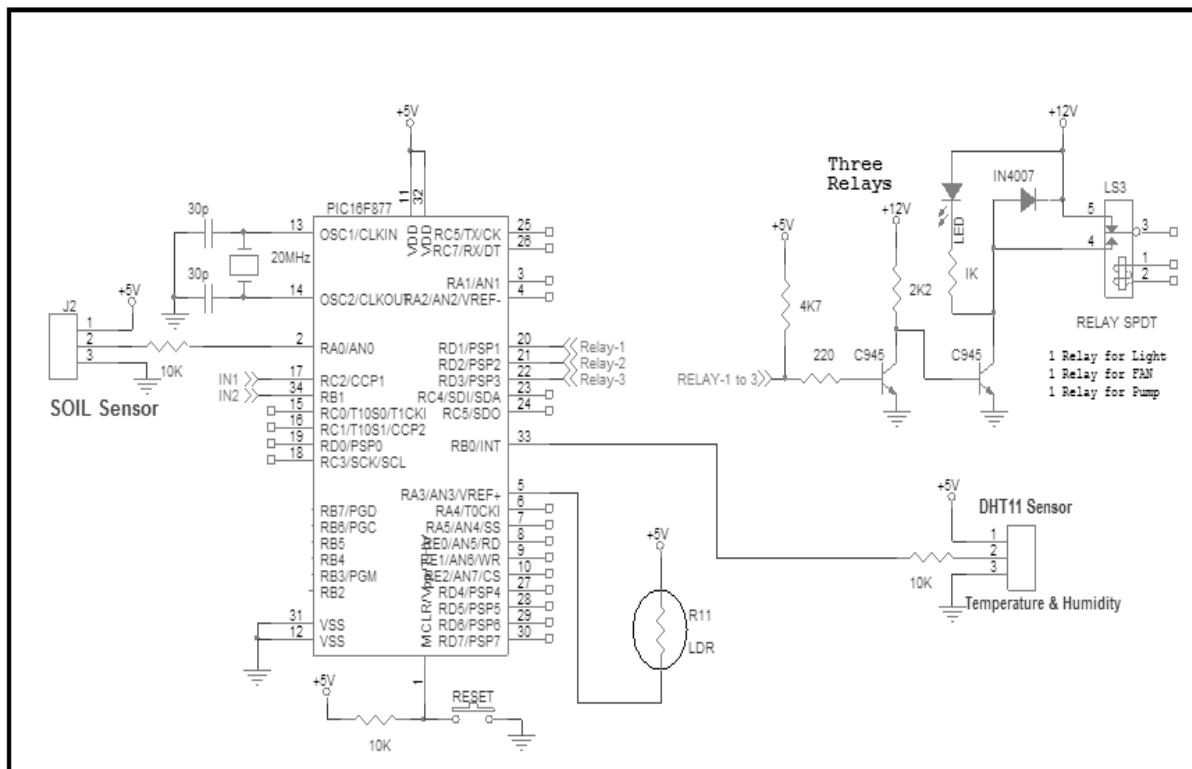 +5V
PIC16F877
11
32
VDD
VDD
30p
13
OSC1/CLKIN
20MHz
30p
14
OSC2/CLKOUT
J2
+5V
1
2
3
10K
2
RA0/AN0
SOIL Sensor
IN1
17
RC2/CCP1
IN2
34
RB1
15
RC0/T10S0/T1CKI
16
RC1/T10S1/CCP2
19
RD0/PSP0
18
RC3/SCK/SCL
RB7/PGD
RB6/PGC
RB5
RB4
RB3/PGM
RB2
31
VSS
12
VSS
RC5/TX/CK
25
RC7/RX/DT
26
RA1/AN1
3
RA2/AN2/VREF-
4
RD1/PSP1
20
Relay-1
RD2/PSP2
21
Relay-2
RD3/PSP3
22
Relay-3
RC4/SDI/SDA
23
RC5/SDO
24
RB0/INT
33
RA3/AN3/VREF+
5
RA4/T0CKI
6
RA5/AN4/SS
7
RE0/AN5/RD
8
RE1/AN6/WR
9
RE2/AN7/CS
10
RD4/PSP4
27
RD5/PSP5
28
RD6/PSP6
29
RD7/PSP7
30
1
+5V
10K
RESET
+5V
R11
LDR
Three
Relays
+5V
4K7
RELAY-1 to 3
220
C945
+12V
2K2
C945
+12V
LED
1K
IN4007
LS3
5
4
3
1
2
RELAY SPDT
1 Relay for Light
1 Relay for FAN
1 Relay for Pump
+5V
DHT11 Sensor
1
2
3
10K
Temperature & Humidity